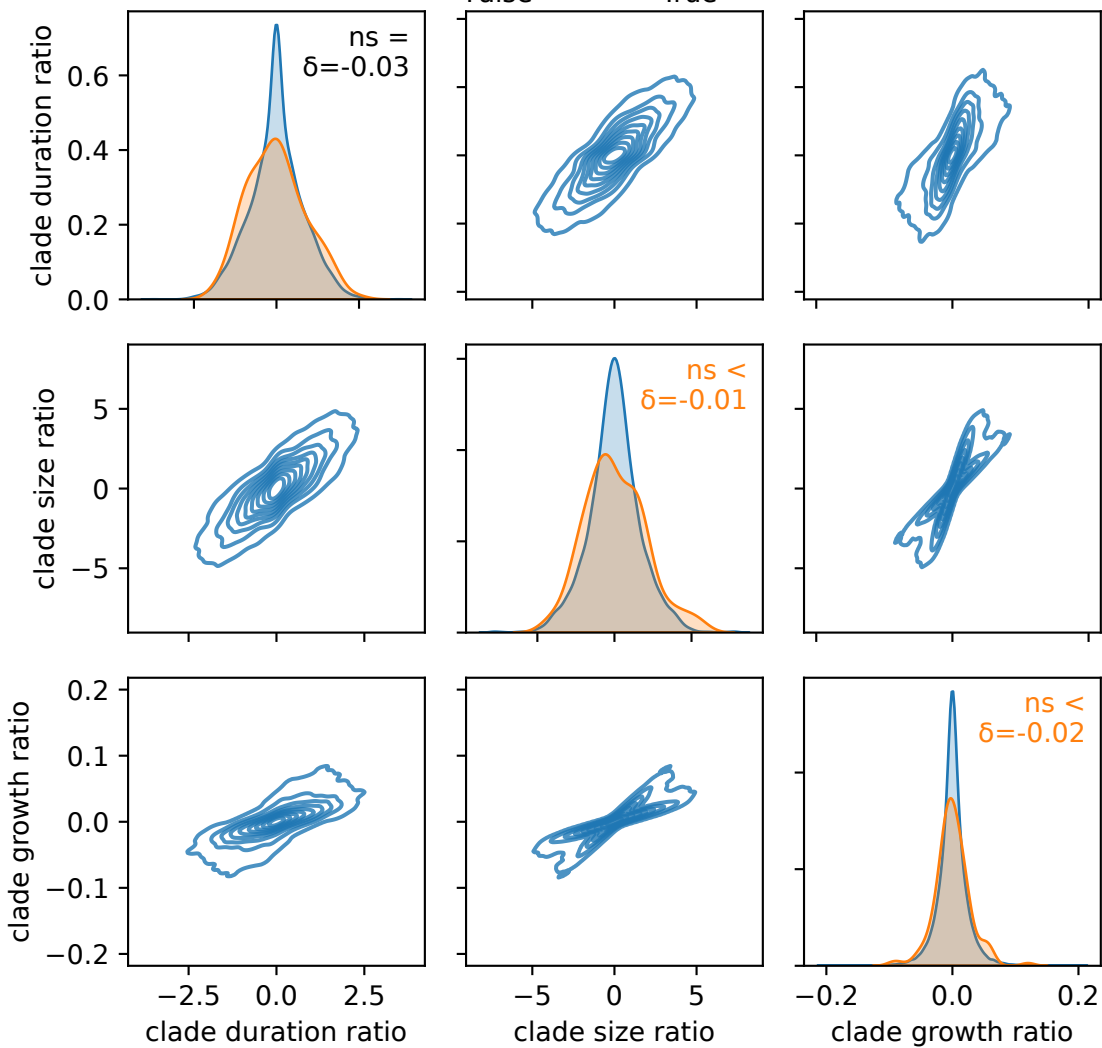 clade duration ratio
0.6
0.4
0.2
0.0
ns =
δ=-0.03
clade size ratio
5
0
−5
ns <
δ=-0.01
clade growth ratio
0.2
0.1
0.0
−0.1
−0.2
ns <
δ=-0.02
−2.5 0.0 2.5
−5 0 5
−0.2 0.0 0.2
clade duration ratio
clade size ratio
clade growth ratio